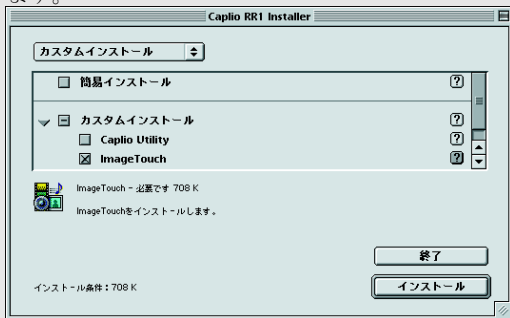 ます。
Caplio RR1 Installer
カスタムインストール
簡易インストール
カスタムインストール
Caplio Utility
ImageTouch
ImageTouch - 必要です 708 K
ImageTouchをインストールします。
終了
インストール条件：708 K
インストール